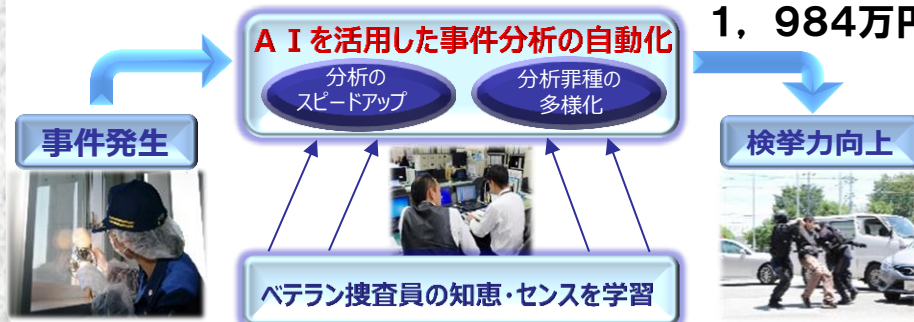 1，984万円
ＡＩを活用した事件分析の自動化
分析の
スピードアップ
分析罪種の
多様化
事件発生
検挙力向上
ベテラン捜査員の知恵・センスを学習